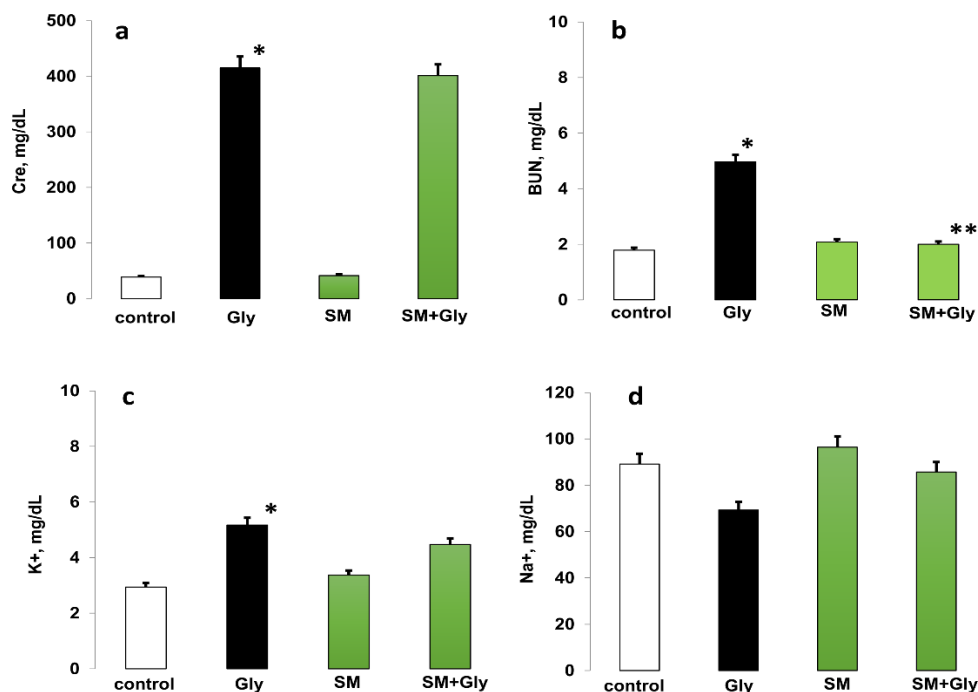 a
500
400
300
200
100
0
Cre, mg/dL
*
control Gly SM SM+Gly
b
10
8
6
4
2
0
BUN, mg/dL
*
**
control Gly SM SM+Gly
c
10
8
6
4
2
0
K+, mg/dL
*
control Gly SM SM+Gly
d
120
100
80
60
40
20
0
Na+, mg/dL
control Gly SM SM+Gly